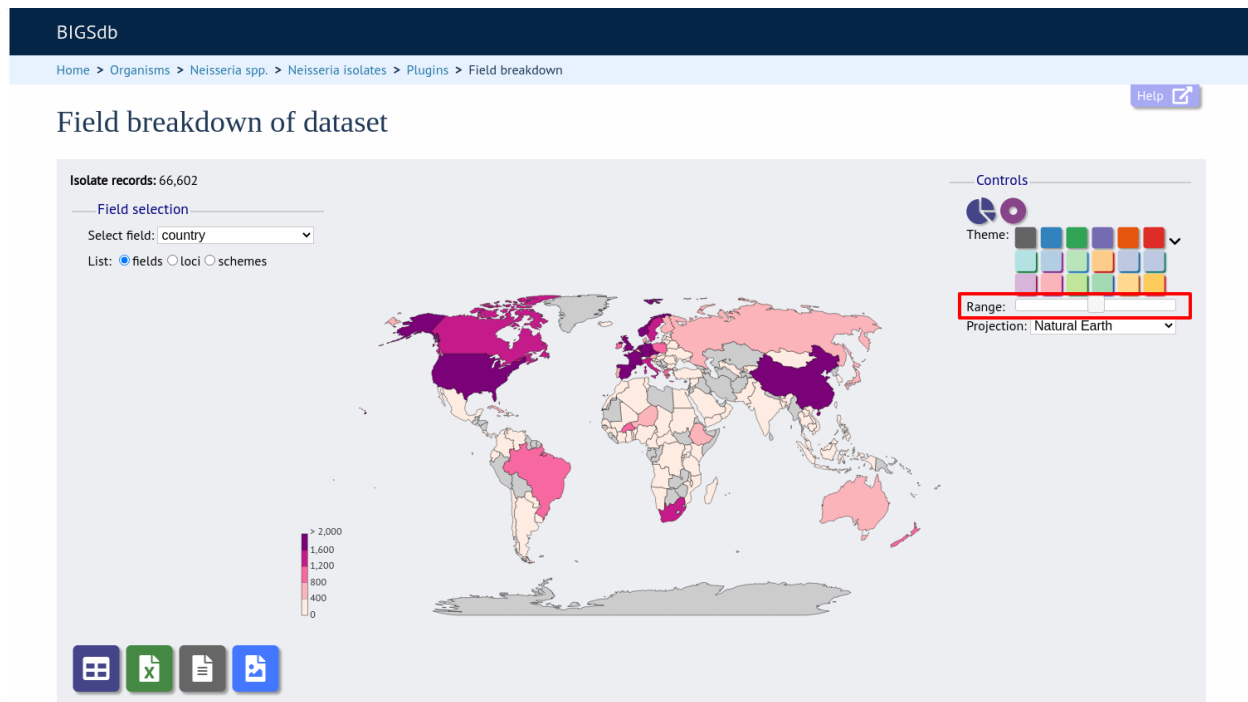 BIGSdb
Home > Organisms > Neisseria spp. > Neisseria isolates > Plugins > Field breakdown
Help
Field breakdown of dataset
Isolate records: 66,602
Field selection
Select field: country
List: fields loci schemes
Controls
Theme:
Range:
Projection: Natural Earth
> 2,000
1,600
1,200
800
400
0
X